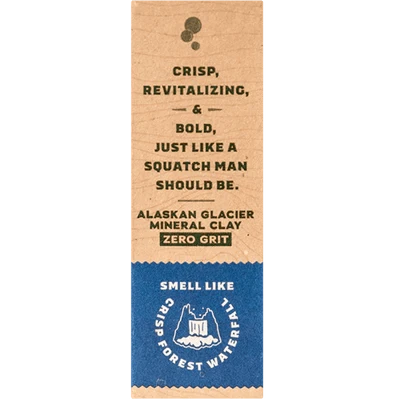 CRISP,
REVITALIZING,
&
BOLD,
JUST LIKE A
SQUATCH MAN
SHOULD BE.
ALASKAN GLACIER
MINERAL CLAY
ZERO GRIT
SMELL LIKE
CRISP FOREST WATERFALL